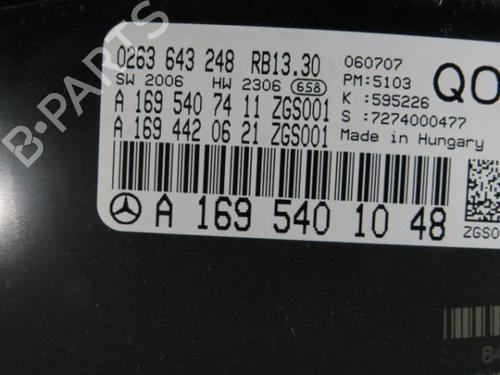 0263 643 248 RB13.30 060707
SW 2006 HW 2306 658 PM:5103 QO
A 169 540 74 11 ZGS001 K :595226
A 169 442 06 21 ZGS001 S :7274000477
Made in Hungary
A 169 540 10 48 ZGS0
84
B-PARTS